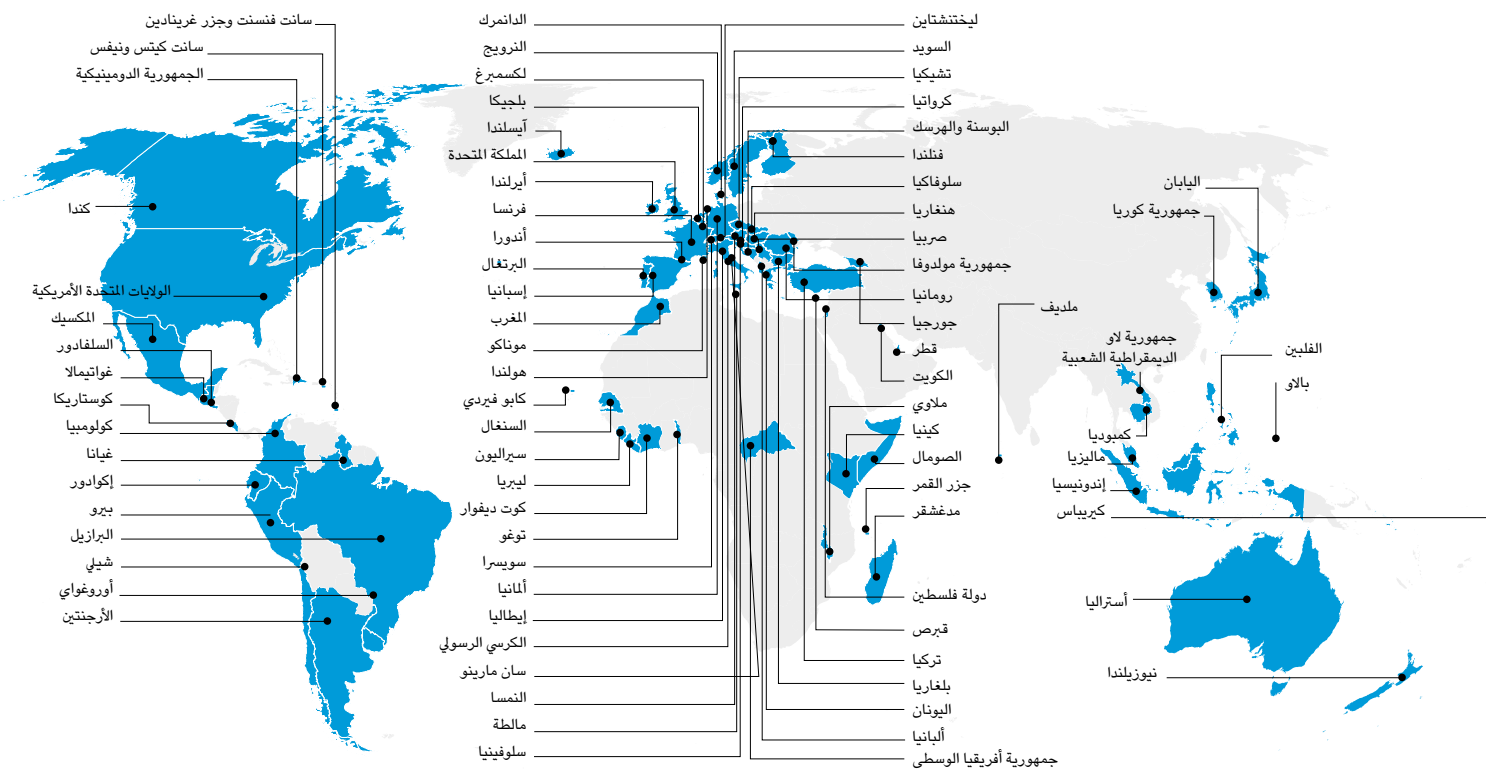 سانت فنسنت وجزر غرينادين
سانت كيتس ونيفس
الجمهورية الدومينيكية
كندا
الولايات المتحدة الأمريكية
المكسيك
السلفادور
غواتيمالا
كوستاريكا
كولومبيا
غيانا
إكوادور
بيرو
البرازيل
شيلي
أوروغواي
الأرجنتين
الدانمرك
النرويج
لكسمبرغ
بلجيكا
آيسلندا
المملكة المتحدة
أيرلندا
فرنسا
أندورا
البرتغال
إسبانيا
المغرب
موناكو
هولندا
كابو فيردي
السنغال
سيراليون
ليبريا
كوت ديفوار
توغو
سويسرا
ألمانيا
إيطاليا
الكرسي الرسولي
سان مارينو
النمسا
مالطة
سلوفينيا
ليختنشتاين
السويد
تشيكيا
كرواتيا
البوسنة والهرسك
فنلندا
سلوفاكيا
هنغاريا
صربيا
جمهورية مولدوفا
رومانيا
جورجيا
قطر
الكويت
ملاوي
كينيا
الصومال
جزر القمر
مدغشقر
دولة فلسطين
قبرص
تركيا
بلغاريا
اليونان
ألبانيا
جمهورية أفريقيا الوسطى
اليابان
جمهورية كوريا
ملديف
جمهورية لاو
الديمقراطية الشعبية
الفلبين
بالاو
كمبوديا
ماليزيا
إندونيسيا
كيريباس
أستراليا
نيوزيلندا